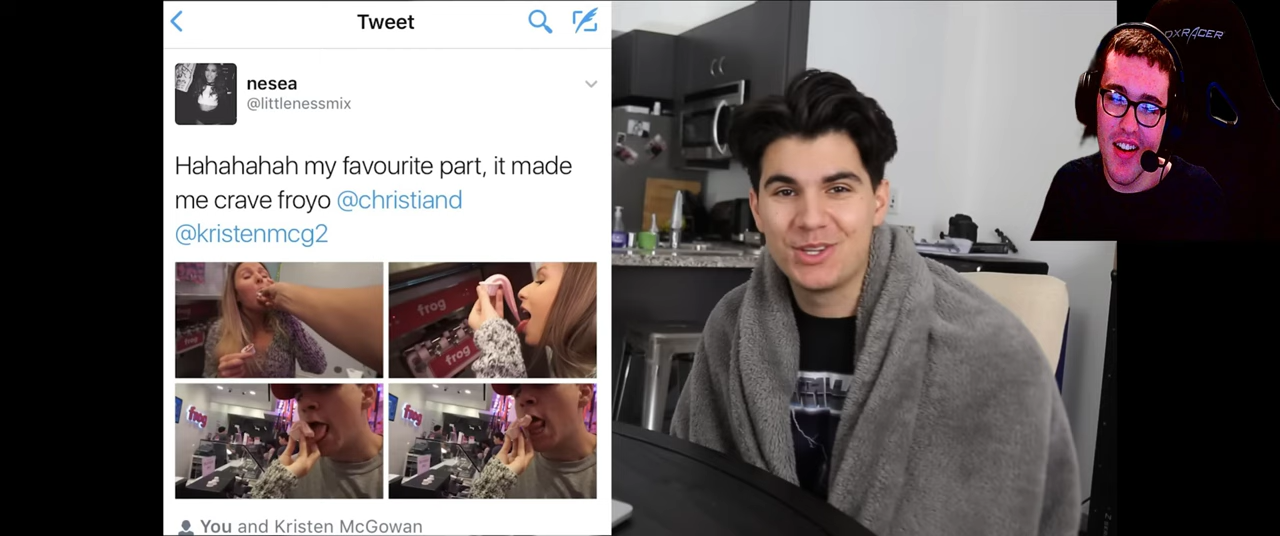 Tweet
nesea
@littlenessmix
Hahahahah my favourite part, it made
me crave froyo @christiand
@kristenmcg2
frog
frog
frog
frog
You and Kristen McGowan
DXRACER